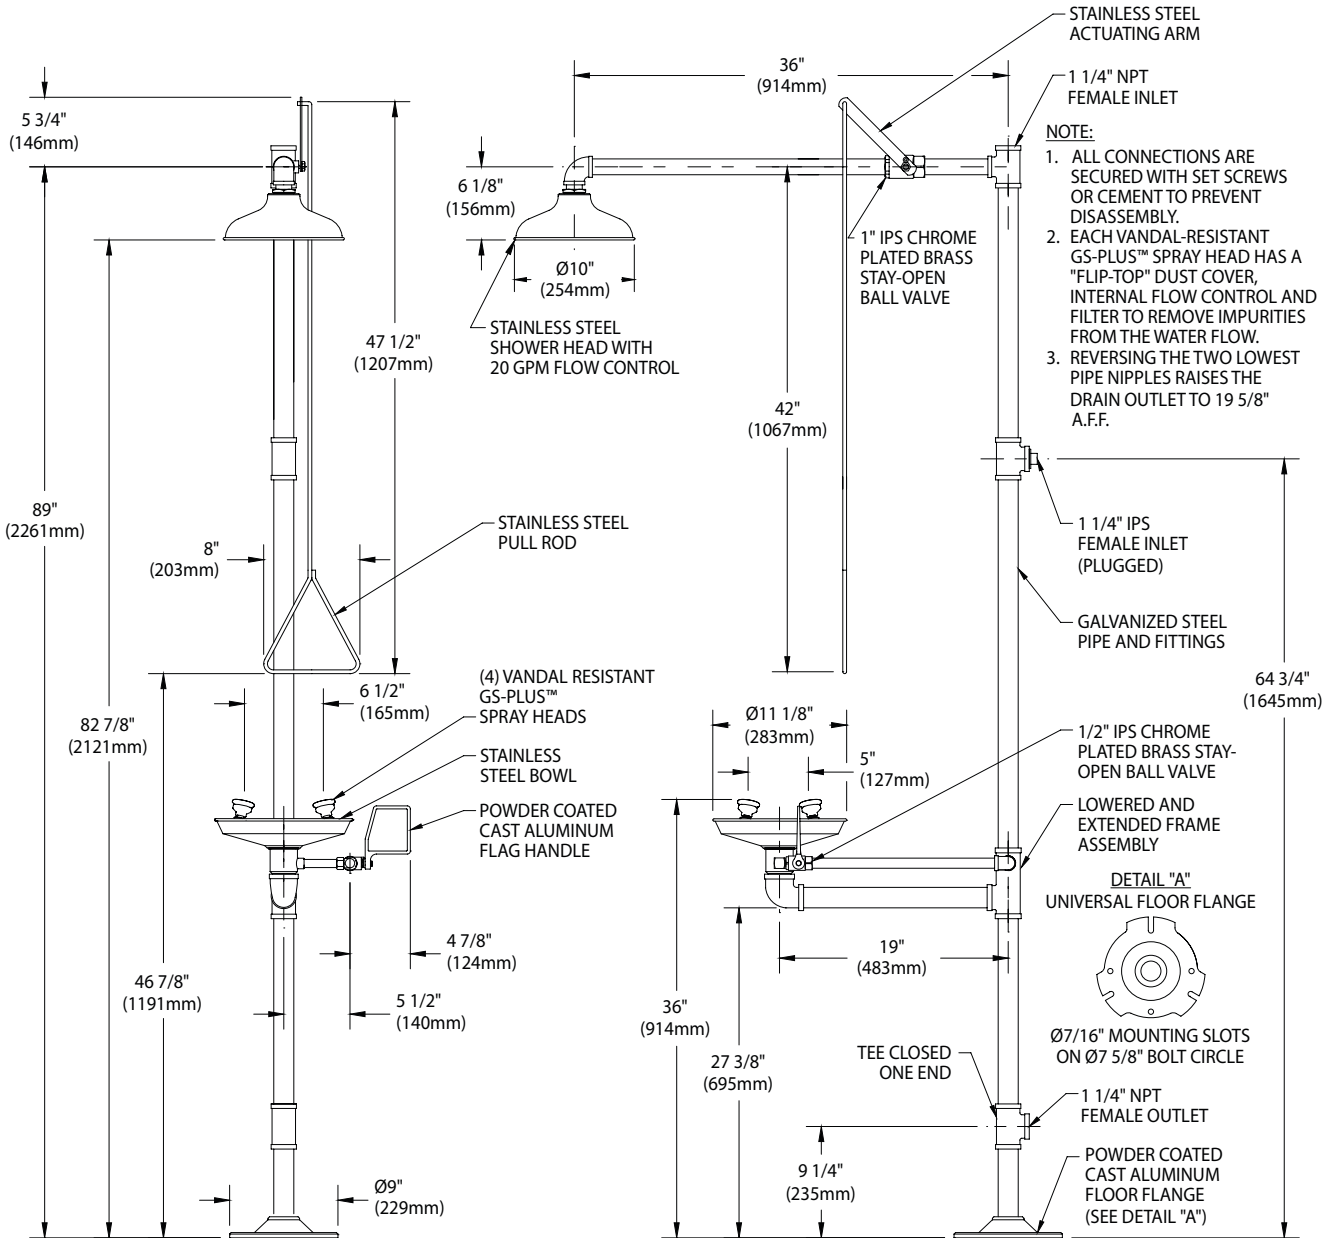 STAINLESS STEEL
ACTUATING ARM
36"
(914mm)
1 1/4" NPT
FEMALE INLET
5 3/4"
(146mm)
NOTE:
1. ALL CONNECTIONS ARE
SECURED WITH SET SCREWS
OR CEMENT TO PREVENT
DISASSEMBLY.
2. EACH VANDAL-RESISTANT
GS-PLUS™ SPRAY HEAD HAS A
"FLIP-TOP" DUST COVER,
INTERNAL FLOW CONTROL AND
FILTER TO REMOVE IMPURITIES
FROM THE WATER FLOW.
3. REVERSING THE TWO LOWEST
PIPE NIPPLES RAISES THE
DRAIN OUTLET TO 19 5/8"
A.F.F.
6 1/8"
(156mm)
1" IPS CHROME
PLATED BRASS
STAY-OPEN
BALL VALVE
Ø10"
(254mm)
STAINLESS STEEL
SHOWER HEAD WITH
20 GPM FLOW CONTROL
47 1/2"
(1207mm)
42"
(1067mm)
89"
(2261mm)
STAINLESS STEEL
PULL ROD
8"
(203mm)
1 1/4" IPS
FEMALE INLET
(PLUGGED)
GALVANIZED STEEL
PIPE AND FITTINGS
64 3/4"
(1645mm)
(4) VANDAL RESISTANT
GS-PLUS™
SPRAY HEADS
6 1/2"
(165mm)
82 7/8"
(2121mm)
Ø11 1/8"
(283mm)
5"
(127mm)
1/2" IPS CHROME
PLATED BRASS STAY-
OPEN BALL VALVE
STAINLESS
STEEL BOWL
POWDER COATED
CAST ALUMINUM
FLAG HANDLE
LOWERED AND
EXTENDED FRAME
ASSEMBLY
DETAIL "A"
UNIVERSAL FLOOR FLANGE
4 7/8"
(124mm)
19"
(483mm)
46 7/8"
(1191mm)
5 1/2"
(140mm)
36"
(914mm)
Ø7/16" MOUNTING SLOTS
ON Ø7 5/8" BOLT CIRCLE
27 3/8"
(695mm)
TEE CLOSED
ONE END
1 1/4" NPT
FEMALE OUTLET
9 1/4"
(235mm)
Ø9"
(229mm)
POWDER COATED
CAST ALUMINUM
FLOOR FLANGE
(SEE DETAIL "A")